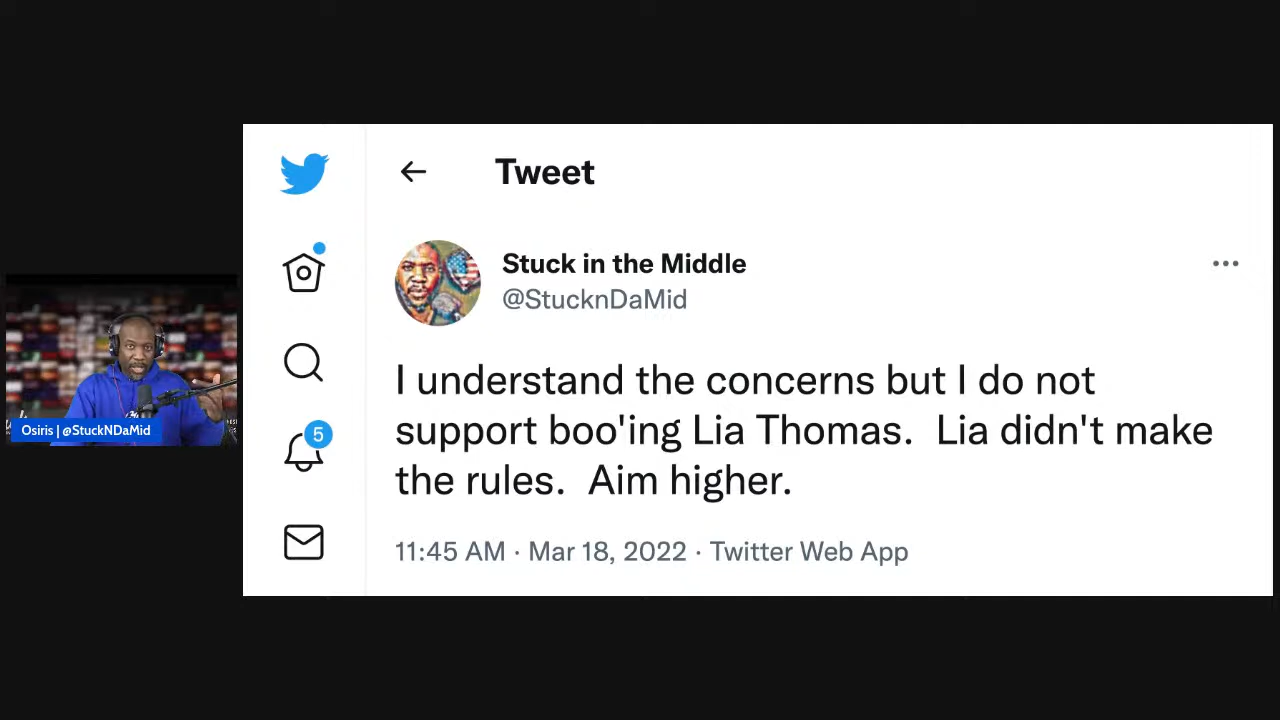 Tweet
Stuck in the Middle
@StucknDaMid
I understand the concerns but I do not
support boo'ing Lia Thomas.  Lia didn't make
the rules.  Aim higher.
11:45 AM · Mar 18, 2022 · Twitter Web App
5
Osiris | @StuckNDaMid